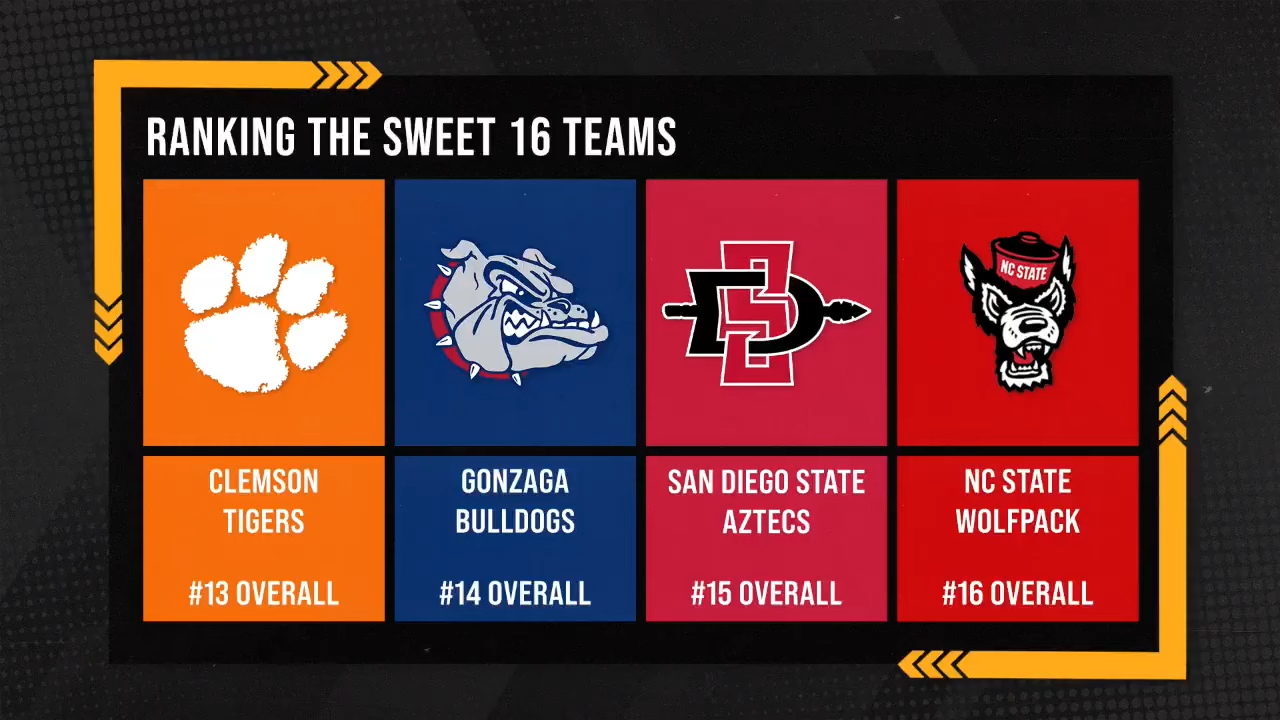 RANKING THE SWEET 16 TEAMS
NC STATE
CLEMSON
TIGERS
#13 OVERALL
GONZAGA
BULLDOGS
#14 OVERALL
SAN DIEGO STATE
AZTECS
#15 OVERALL
NC STATE
WOLFPACK
#16 OVERALL